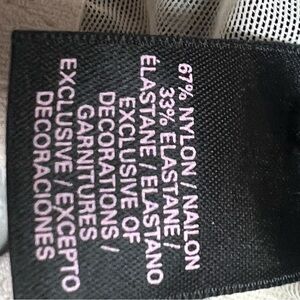 67% NYLON / NAILON
33% ELASTANE /
ÉLASTANE / ELASTANO
EXCLUSIVE OF
DECORATIONS /
GARNITURES
EXCLUSIVE / EXCEPTO
DECORACIONES